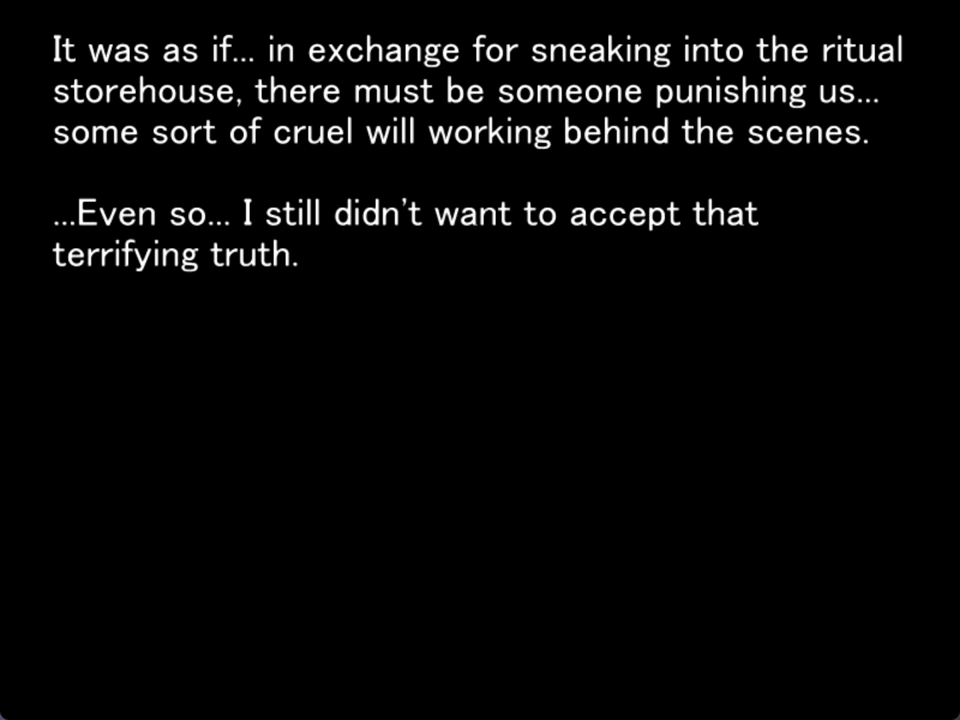 It was as if... in exchange for sneaking into the ritual
storehouse, there must be someone punishing us...
some sort of cruel will working behind the scenes.
...Even so... I still didn't want to accept that
terrifying truth.